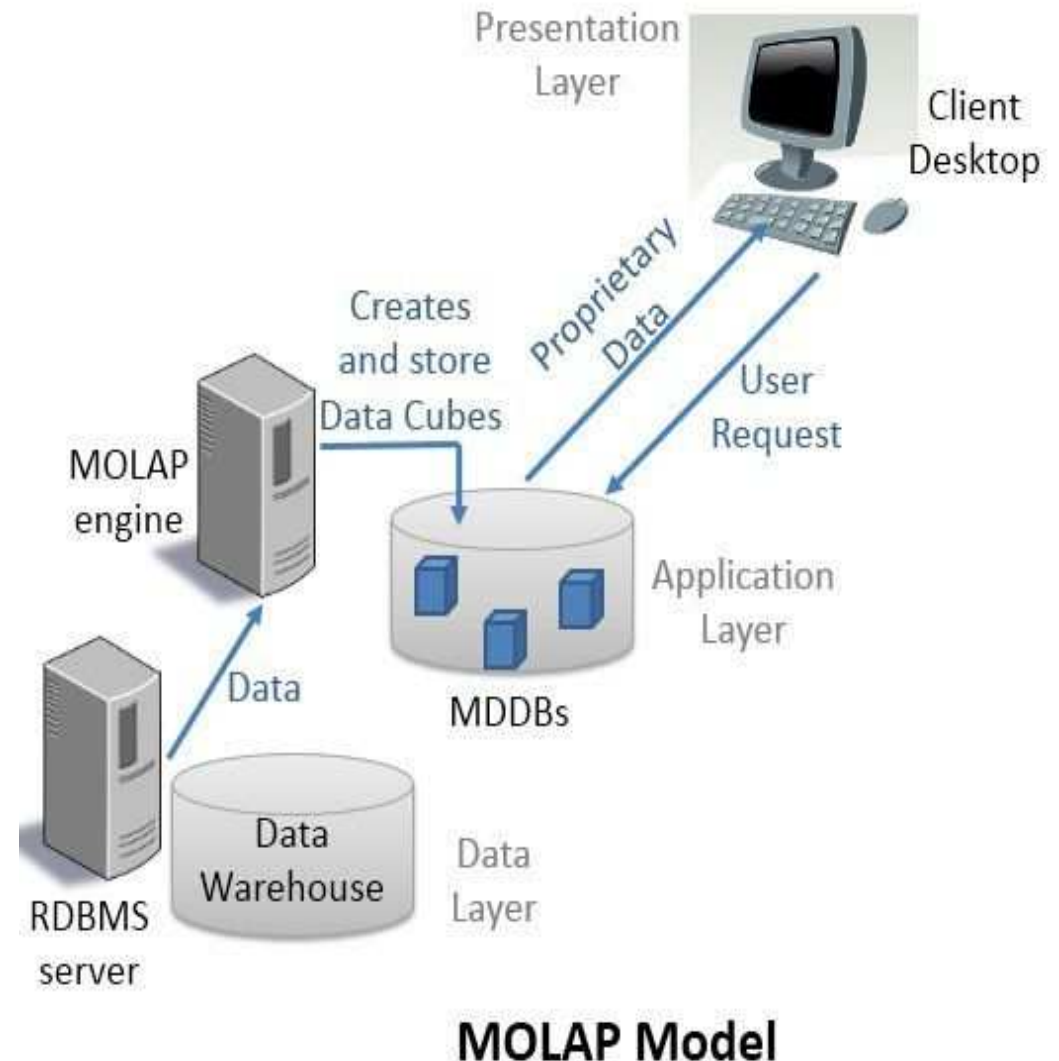 Presentation
Layer
Client
Desktop
Proprietary
Data
User
Request
Creates
and store
Data Cubes
MOLAP
engine
Application
Layer
MDDBs
Data
Data
Warehouse
Data
Layer
RDBMS
server
MOLAP Model